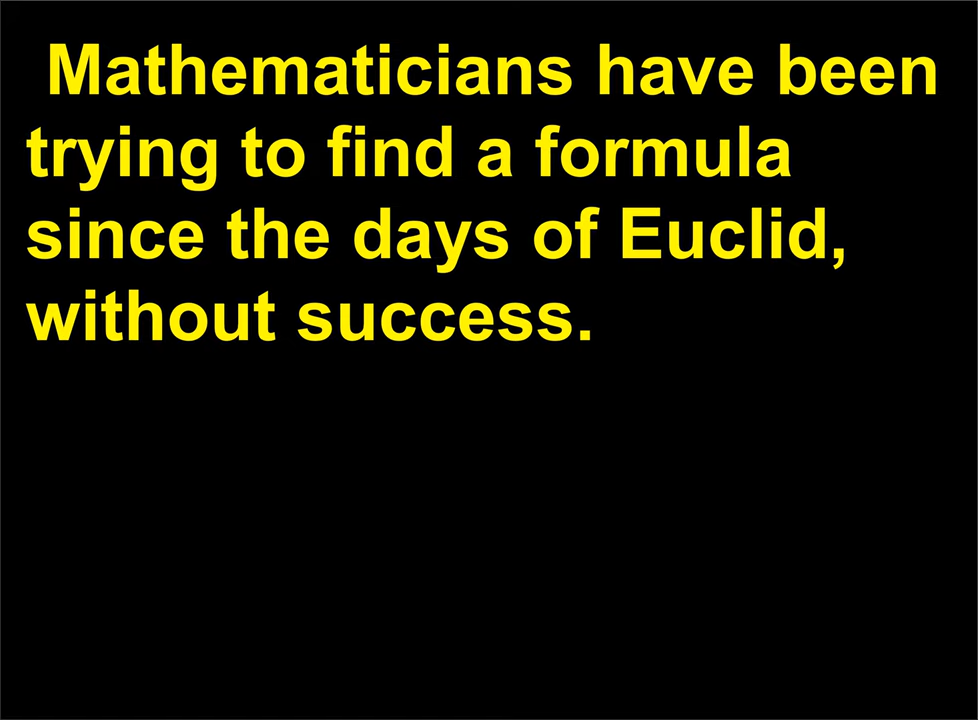 Mathematicians have been
trying to find a formula
since the days of Euclid,
without success.